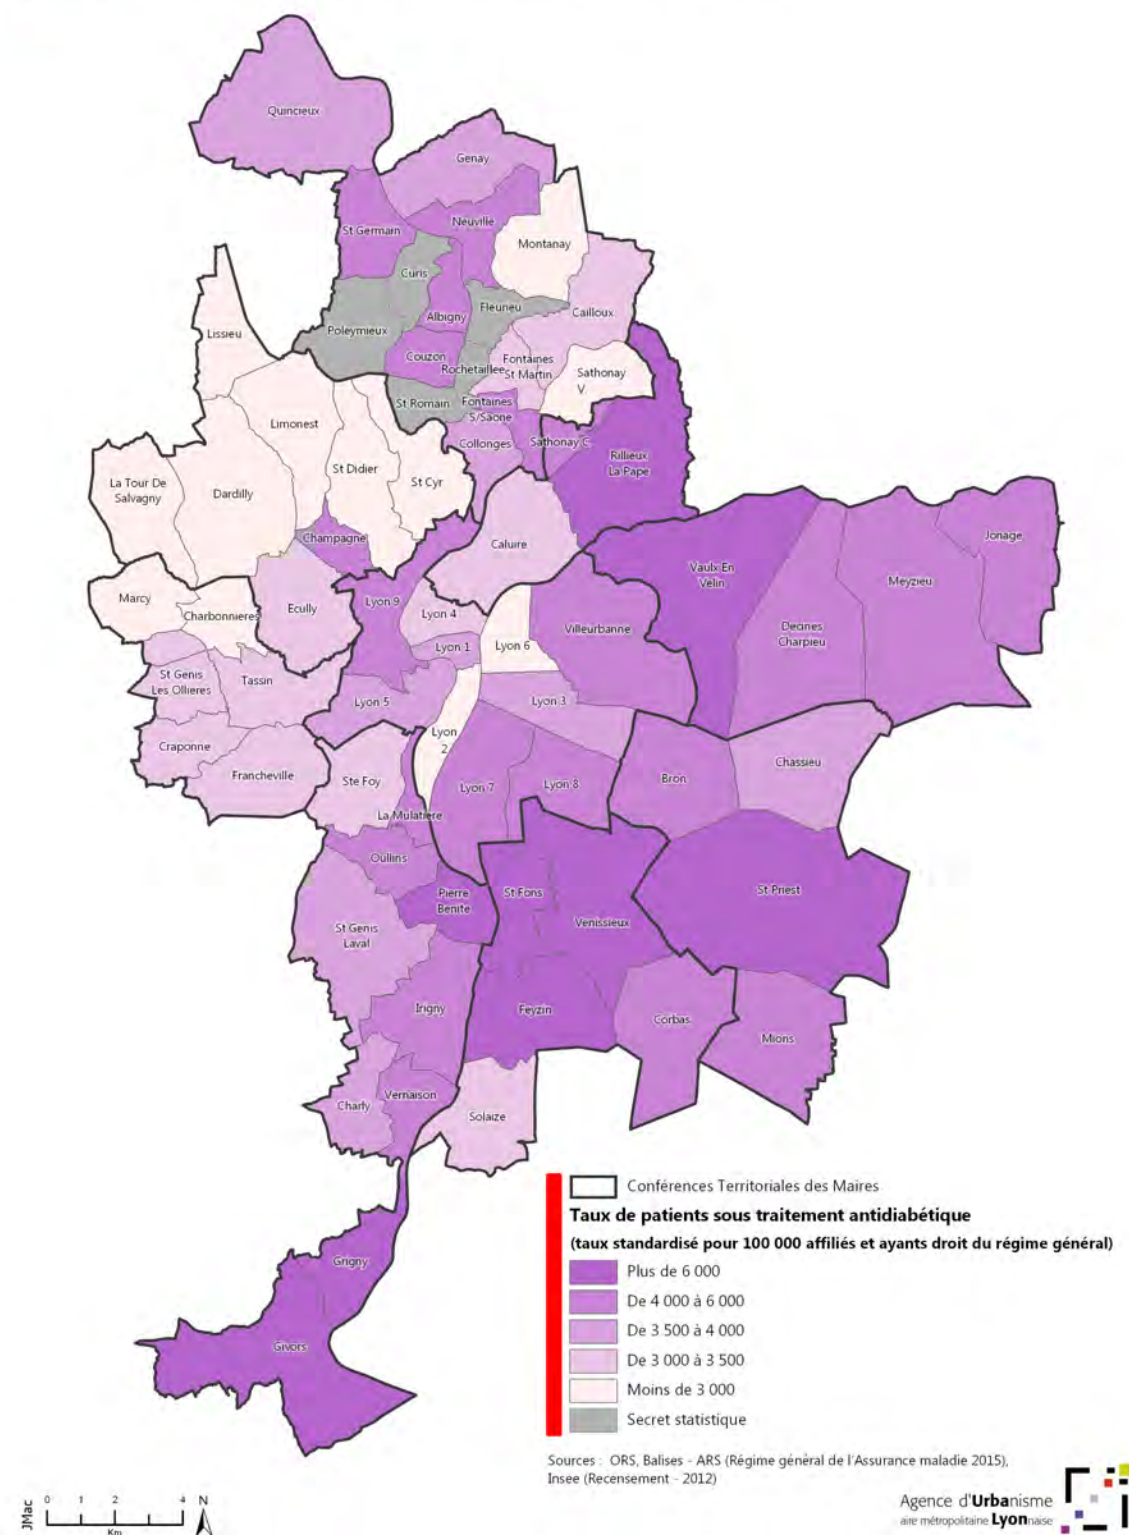 Quincieux
Genay
Neuville
St Germain
Montanay
Curis
Fleurieu
Cailloux
Albigny
Poleymieux
Lissieu
Couzon
Rochetaillee
Fontaines
St Martin
Sathonay
V.
St Romain
Fontaines
S/Saone
Limonest
Collonges
Sathonay C.
Rillieux
La Pape
St Didier
La Tour De
Salvagny
Dardilly
St Cyr
Champagne
Caluire
Jonage
Vaulx En
Velin
Meyzieu
Marcy
Charbonnieres
Ecully
Lyon 9
Lyon 4
Villeurbanne
Decines
Charpieu
Lyon 1
Lyon 6
St Genis
Les Ollieres
Tassin
Lyon 5
Lyon 3
Lyon
2
Craponne
Francheville
Ste Foy
Chassieu
Bron
Lyon 7
Lyon 8
La Mulatiere
Oullins
Pierre
Benite
St Fons
St Priest
Venissieux
St Genis
Laval
Irigny
Feyzin
Corbas
Mions
Charly
Vernaison
Solaize
Grigny
Givors
Conférences Territoriales des Maires
Taux de patients sous traitement antidiabétique
(taux standardisé pour 100 000 affiliés et ayants droit du régime général)
Plus de 6 000
De 4 000 à 6 000
De 3 500 à 4 000
De 3 000 à 3 500
Moins de 3 000
Secret statistique
Sources : ORS, Balises - ARS (Régime général de l'Assurance maladie 2015),
Insee (Recensement - 2012)
JMac
0 1 2 4 N
Km
Agence d'Urbanisme
aire métropolitaine Lyonnaise